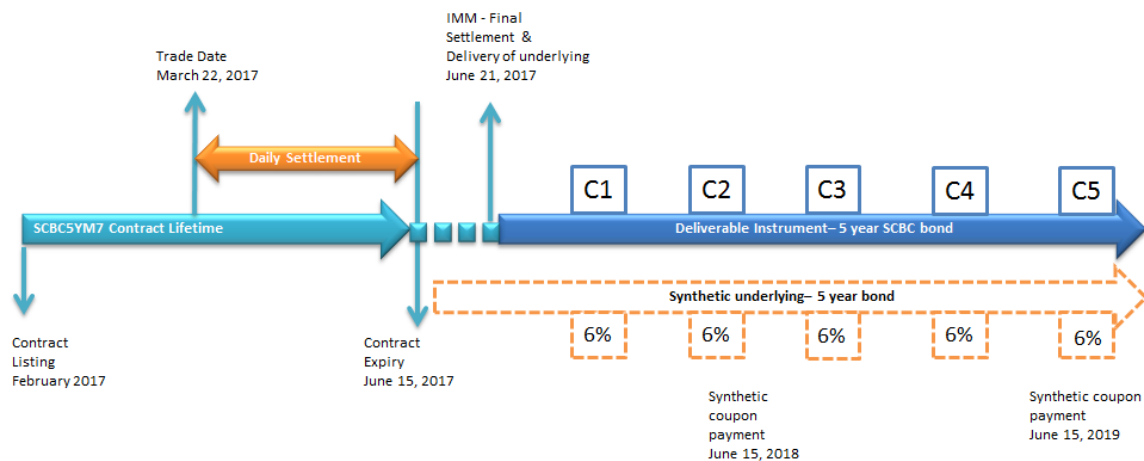 IMM - Final
Settlement &
Delivery of underlying
June 21, 2017
Trade Date
March 22, 2017
Daily Settlement
C1
C2
C3
C4
C5
SCBC5YM7 Contract Lifetime
Deliverable Instrument– 5 year SCBC bond
Synthetic underlying– 5 year bond
6%
6%
6%
6%
6%
Contract
Listing
February 2017
Contract
Expiry
June 15, 2017
Synthetic
coupon
payment
June 15, 2018
Synthetic coupon
payment
June 15, 2019